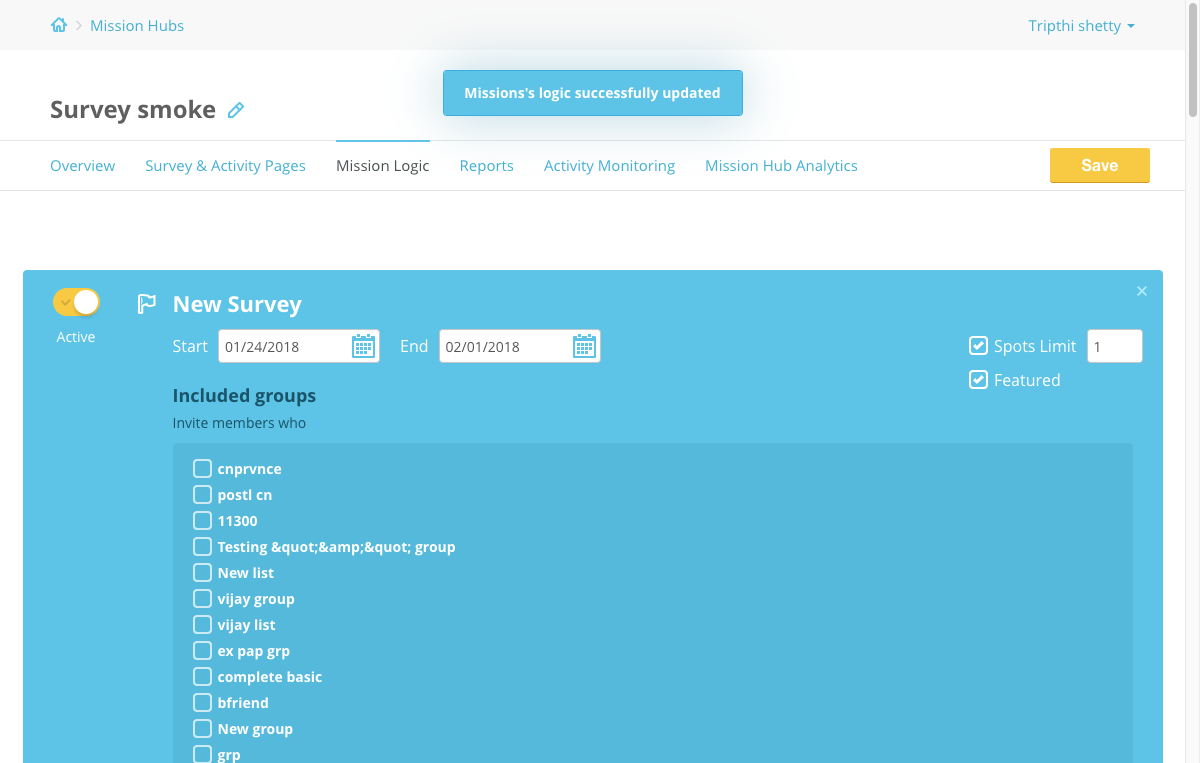 Mission Hubs
Tripthi shetty
Missions's logic successfully updated
Survey smoke
Overview Survey & Activity Pages Mission Logic Reports Activity Monitoring Mission Hub Analytics Save
New Survey
Active
Start 01/24/2018 End 02/01/2018 Spots Limit 1
Featured
Included groups
Invite members who
cnprvnce
postl cn
11300
Testing &quot;&amp;&quot; group
New list
vijay group
vijay list
ex pap grp
complete basic
bfriend
New group
grp